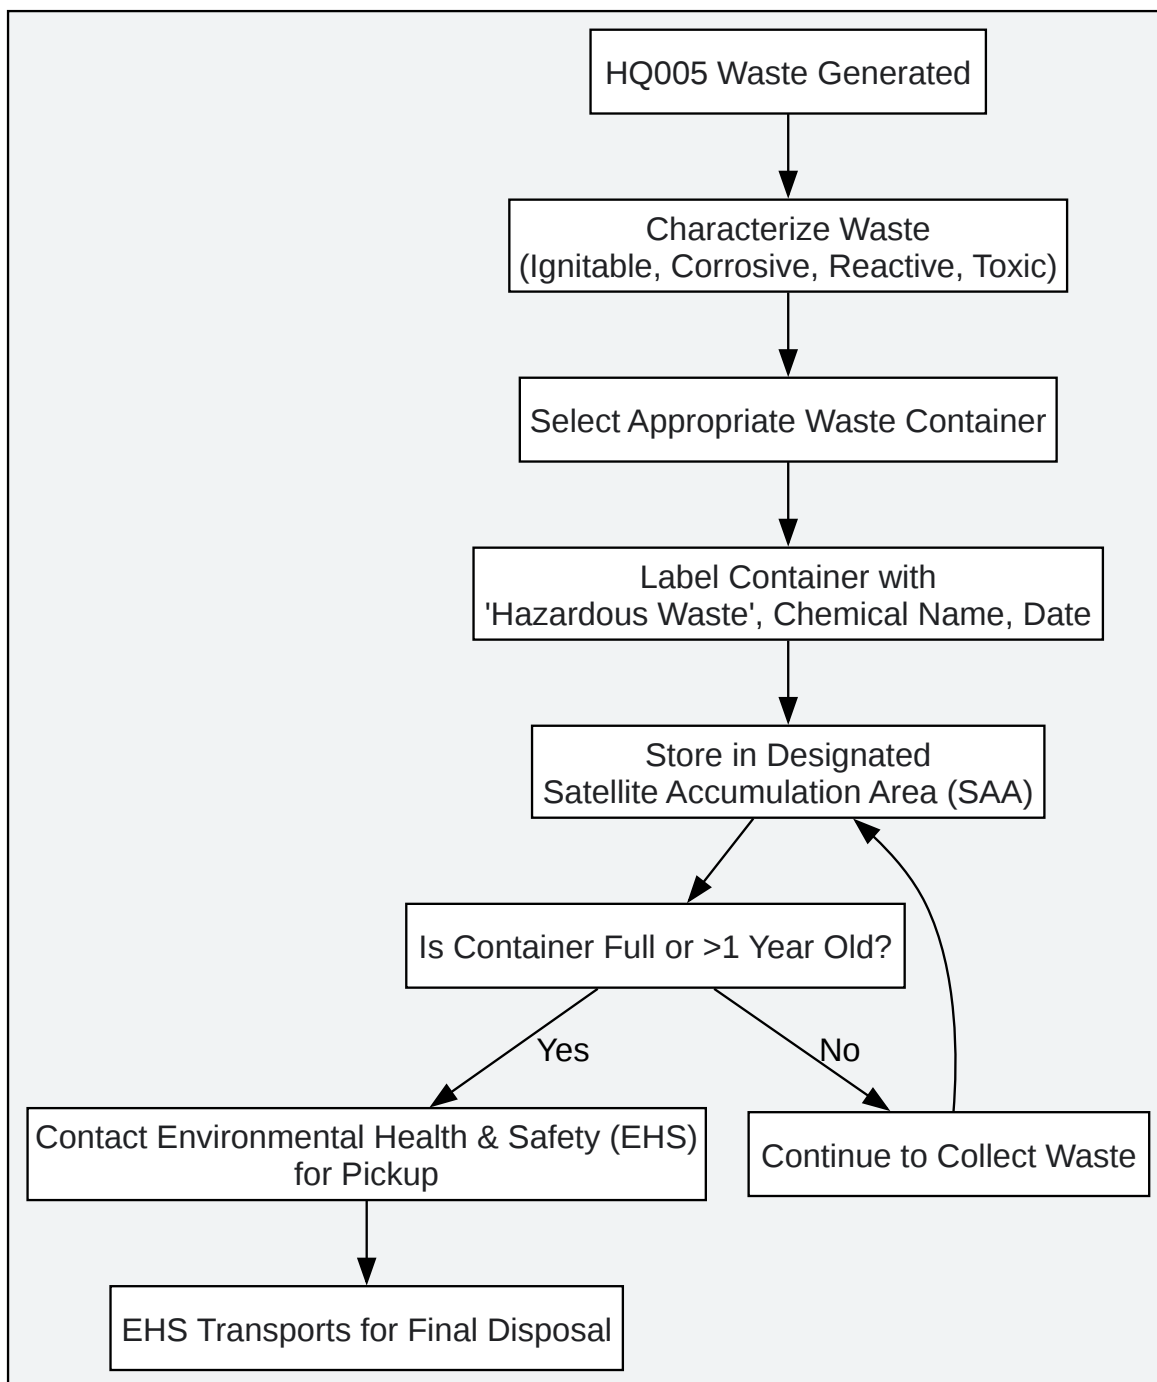 HQ005 Waste Generated
Characterize Waste
(Ignitable, Corrosive, Reactive, Toxic)
Select Appropriate Waste Container
Label Container with
'Hazardous Waste', Chemical Name, Date
Store in Designated
Satellite Accumulation Area (SAA)
Is Container Full or >1 Year Old?
Yes
No
Contact Environmental Health & Safety (EHS)
for Pickup
Continue to Collect Waste
EHS Transports for Final Disposal